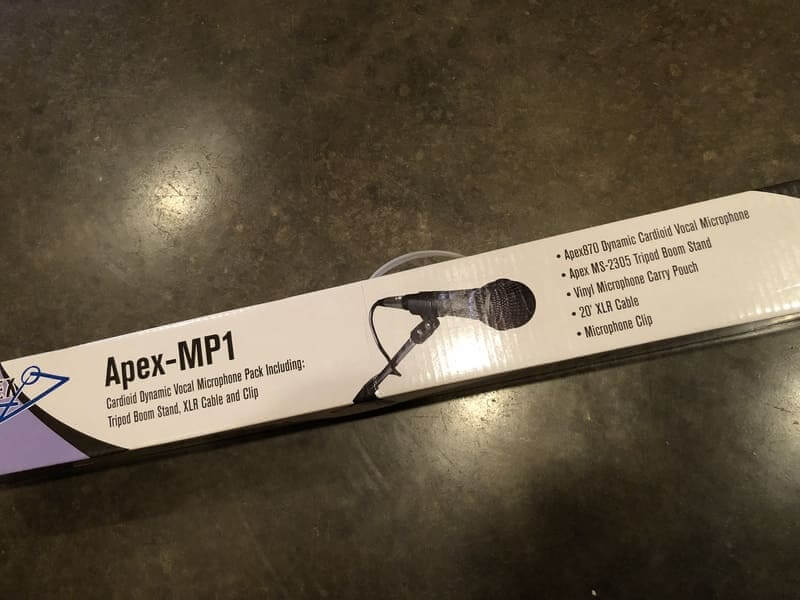 EX
Apex-MP1
Cardioid Dynamic Vocal Microphone Pack Including:
Tripod Boom Stand, XLR Cable and Clip
• Apex870 Dynamic Cardioid Vocal Microphone
• Apex MS-2305 Tripod Boom Stand
• Vinyl Microphone Carry Pouch
• 20' XLR Cable
• Microphone Clip